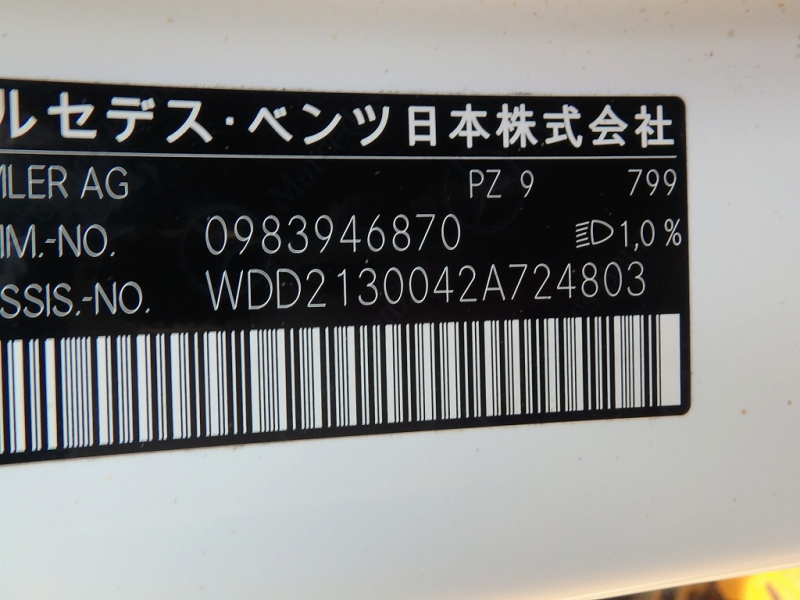 ルセデス・ベンツ日本株式会社
MLER AG PZ 9 799
IM.-NO. 0983946870 1,0%
SSIS.-NO. WDD2130042A724803